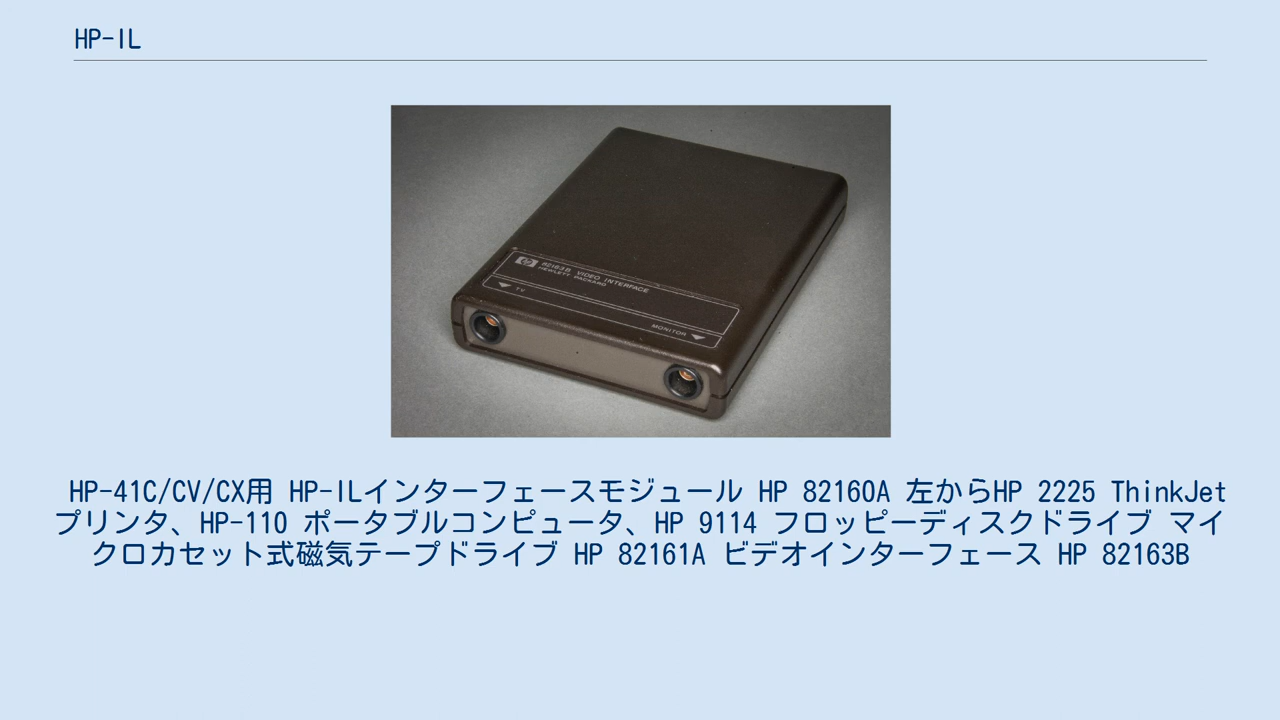 HP-IL
hp 82163B VIDEO INTERFACE
HEWLETT·PACKARD
TV
MONITOR
HP-41C/CV/CX用 HP-ILインターフェースモジュール HP 82160A 左からHP 2225 ThinkJet
プリンタ、HP-110 ポータブルコンピュータ、HP 9114 フロッピーディスクドライブ マイ
クロカセット式磁気テープドライブ HP 82161A ビデオインターフェース HP 82163B